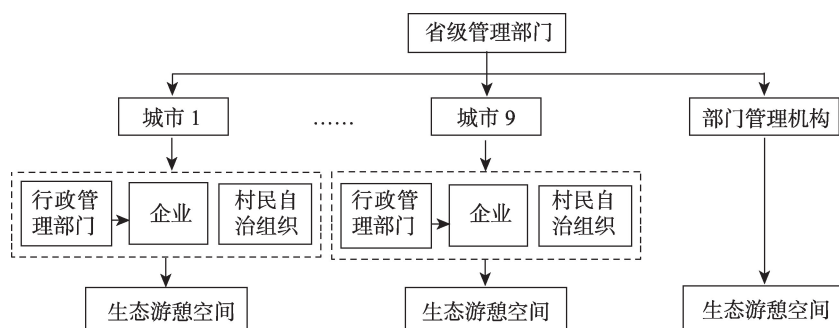 省级管理部门
城市 1
……
城市 9
部门管理机构
行政管
理部门
企业
村民自
治组织
行政管
理部门
企业
村民自
治组织
生态游憩空间
生态游憩空间
生态游憩空间